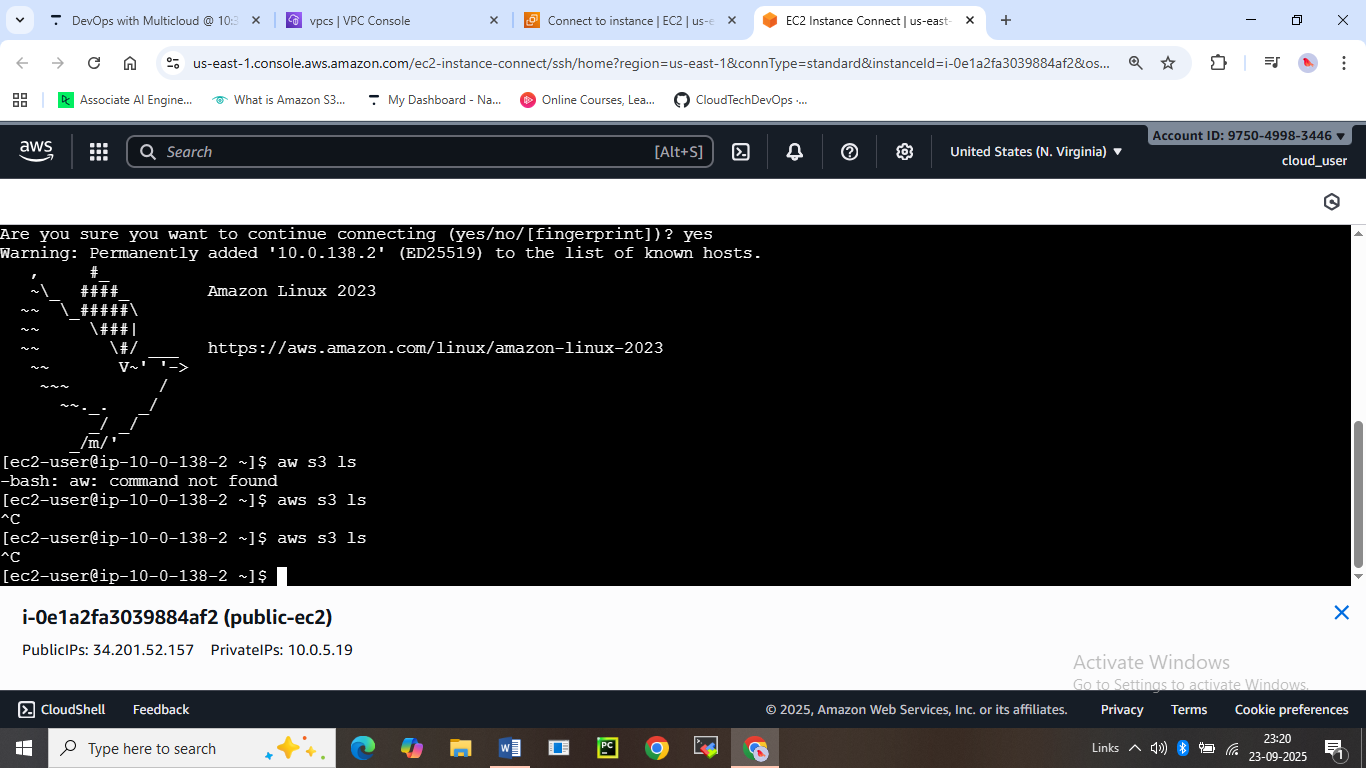 DevOps with Multicloud @ 10:3
vpcs | VPC Console
Connect to instance | EC2 | us-e
EC2 Instance Connect | us-east-
us-east-1.console.aws.amazon.com/ec2-instance-connect/ssh/home?region=us-east-1&connType=standard&instanceId=i-0e1a2fa3039884af2&os...
Associate AI Engine...
What is Amazon S3...
My Dashboard - Na...
Online Courses, Lea...
CloudTechDevOps ·...
aws
Search
[Alt+S]
United States (N. Virginia) ▼
Account ID: 9750-4998-3446 ▼
cloud_user
Are you sure you want to continue connecting (yes/no/[fingerprint])? yes
Warning: Permanently added '10.0.138.2' (ED25519) to the list of known hosts.
   ,     #_
   ~\_  ####_        Amazon Linux 2023
  ~~  \_#####\
  ~~     \###|
  ~~       \#/ ___   https://aws.amazon.com/linux/amazon-linux-2023
   ~~       V~' '->
    ~~~         /
      ~~._.   _/
         _/ _/
       _/m/'
[ec2-user@ip-10-0-138-2 ~]$ aw s3 ls
-bash: aw: command not found
[ec2-user@ip-10-0-138-2 ~]$ aws s3 ls
^C
[ec2-user@ip-10-0-138-2 ~]$ aws s3 ls
^C
[ec2-user@ip-10-0-138-2 ~]$
i-0e1a2fa3039884af2 (public-ec2)
PublicIPs: 34.201.52.157 PrivateIPs: 10.0.5.19
Activate Windows
Go to Settings to activate Windows.
CloudShell
Feedback
© 2025, Amazon Web Services, Inc. or its affiliates.
Privacy
Terms
Cookie preferences
Type here to search
Links
23:20
23-09-2025
1